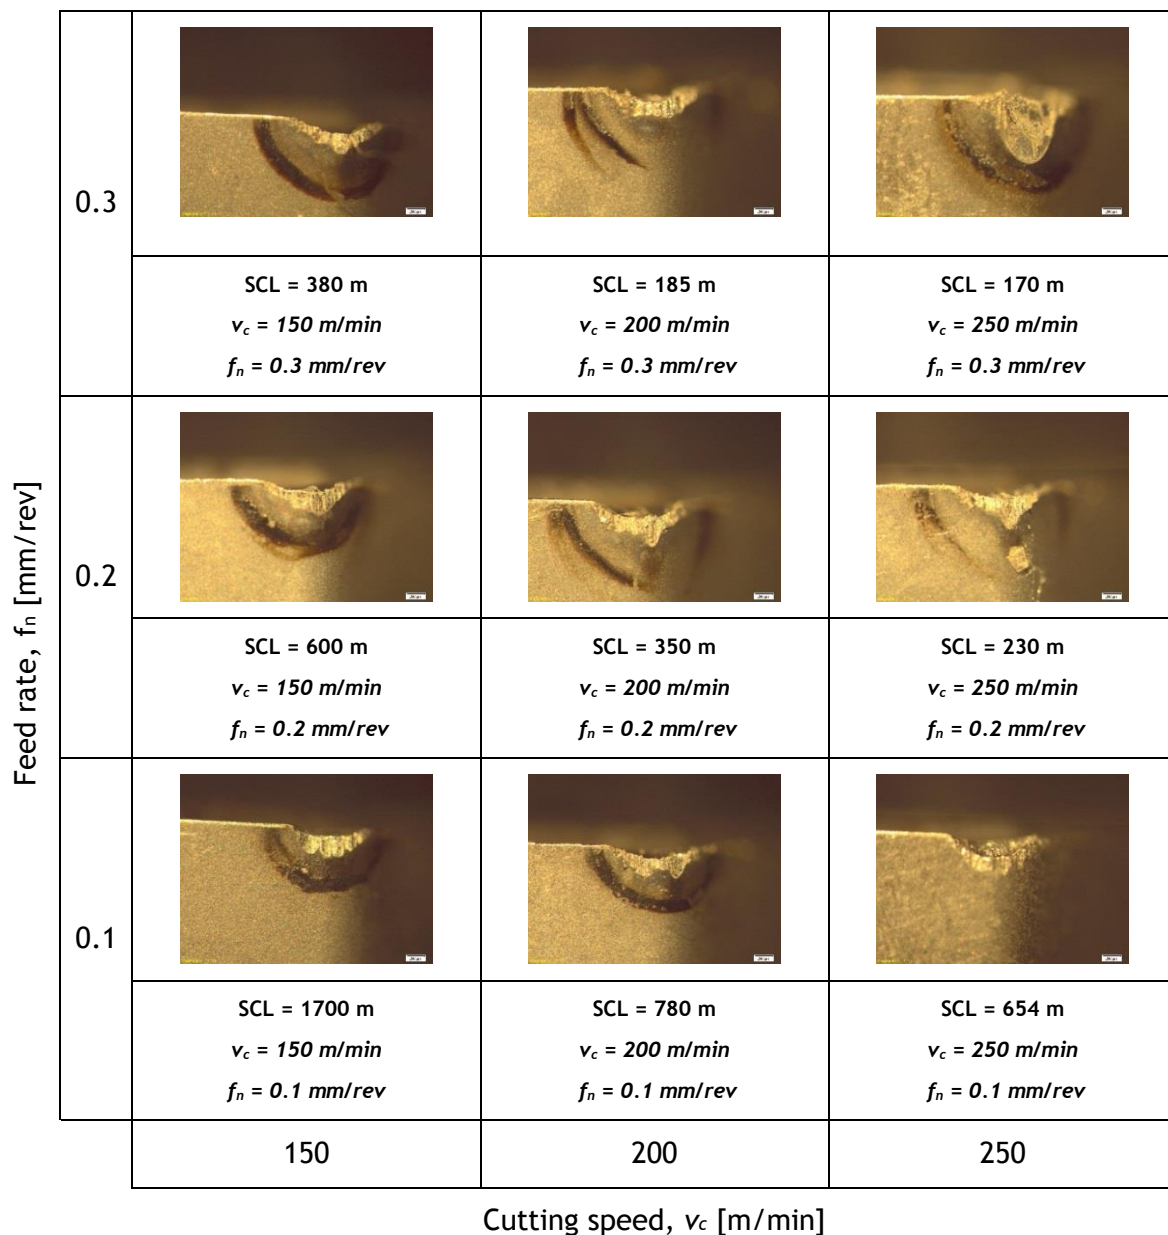 0.3
SCL = 380 m
vc = 150 m/min
fn = 0.3 mm/rev
SCL = 185 m
vc = 200 m/min
fn = 0.3 mm/rev
SCL = 170 m
vc = 250 m/min
fn = 0.3 mm/rev
Feed rate, fn [mm/rev]
0.2
SCL = 600 m
vc = 150 m/min
fn = 0.2 mm/rev
SCL = 350 m
vc = 200 m/min
fn = 0.2 mm/rev
SCL = 230 m
vc = 250 m/min
fn = 0.2 mm/rev
0.1
SCL = 1700 m
vc = 150 m/min
fn = 0.1 mm/rev
SCL = 780 m
vc = 200 m/min
fn = 0.1 mm/rev
SCL = 654 m
vc = 250 m/min
fn = 0.1 mm/rev
150
200
250
Cutting speed, vc [m/min]